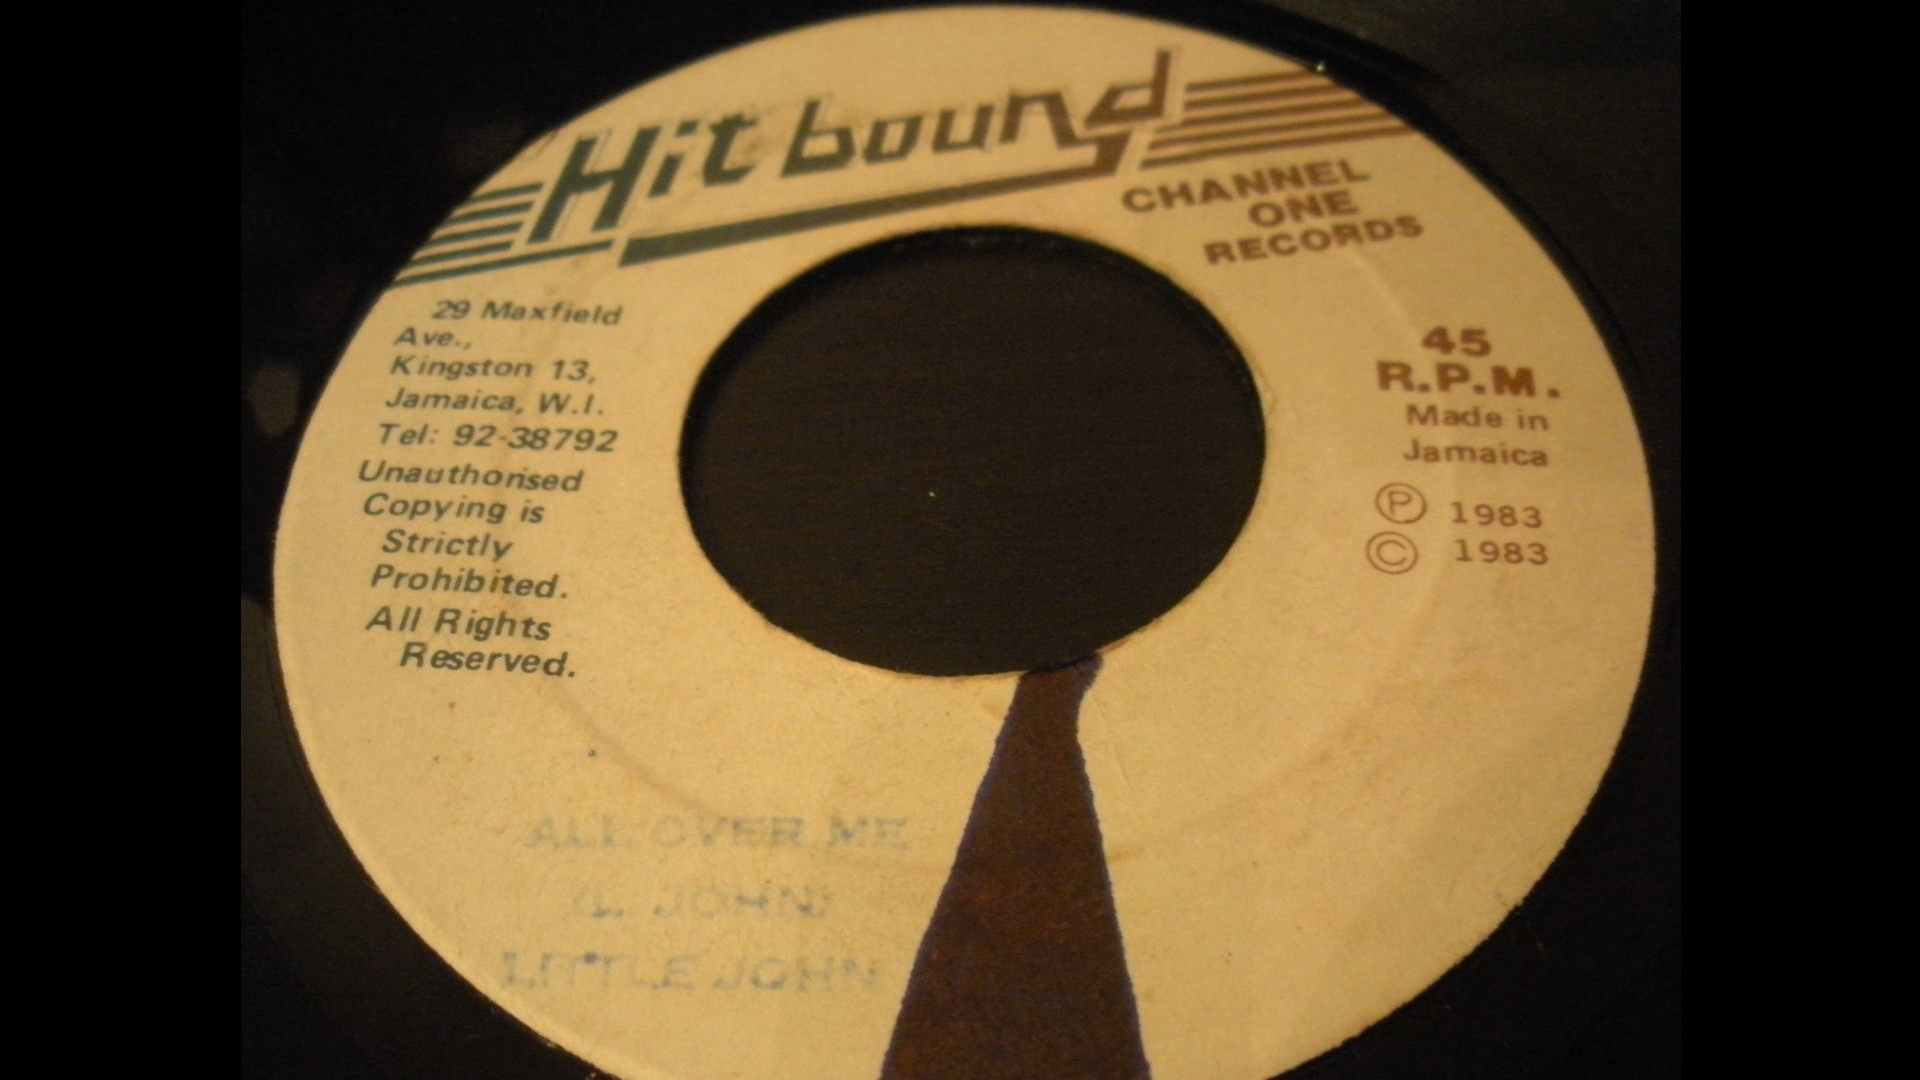 Hit bound
CHANNEL
ONE
RECORDS
29 Maxfield
Ave.,
Kingston 13,
Jamaica, W.I.
Tel: 92-38792
Unauthorised
Copying is
Strictly
Prohibited.
All Rights
Reserved.
45
R.P.M.
Made in
Jamaica
Ⓟ 1983
© 1983
ALL OVER ME
(L. JOHN)
LITTLE JOHN